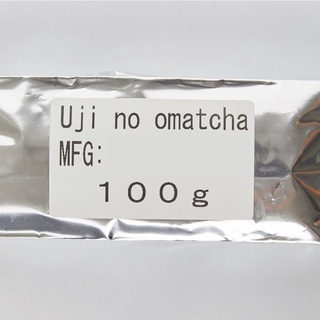 Uji no omatcha
MFG:
１００ｇ